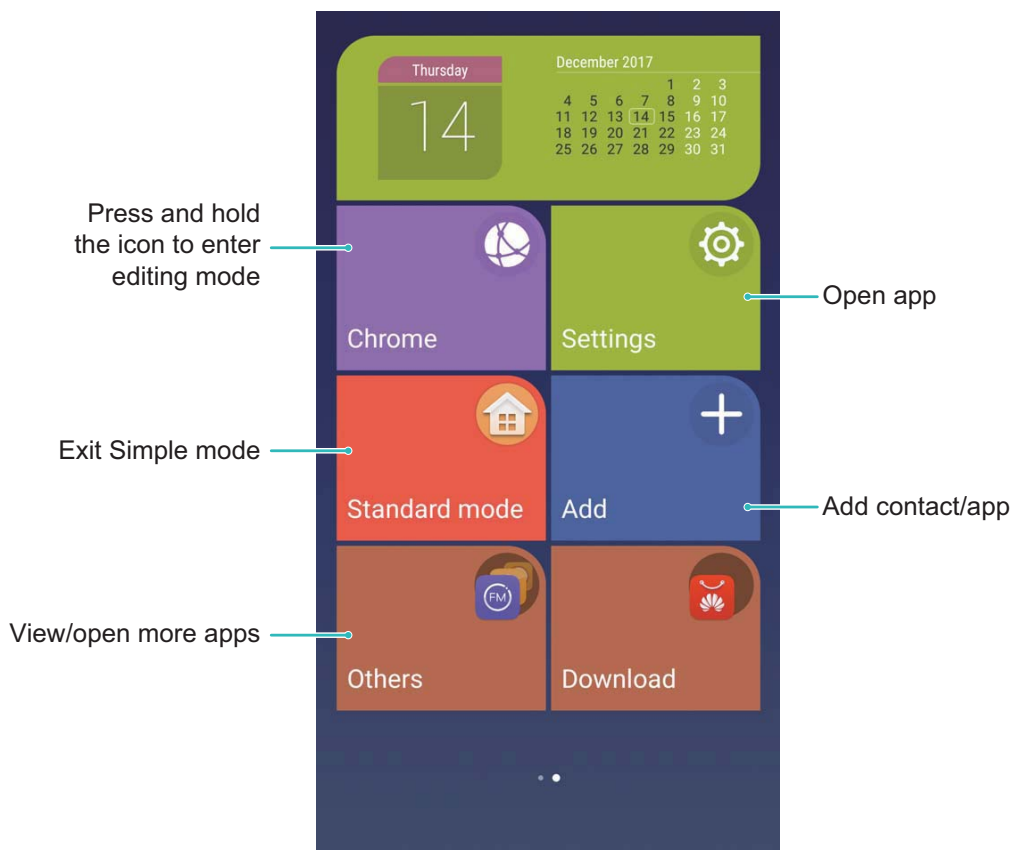 Thursday
14
December 2017
1 2 3
4 5 6 7 8 9 10
11 12 13 14 15 16 17
18 19 20 21 22 23 24
25 26 27 28 29 30 31
Press and hold
the icon to enter
editing mode
Chrome
Settings
Open app
Exit Simple mode
Standard mode
Add
Add contact/app
FM
View/open more apps
Others
Download